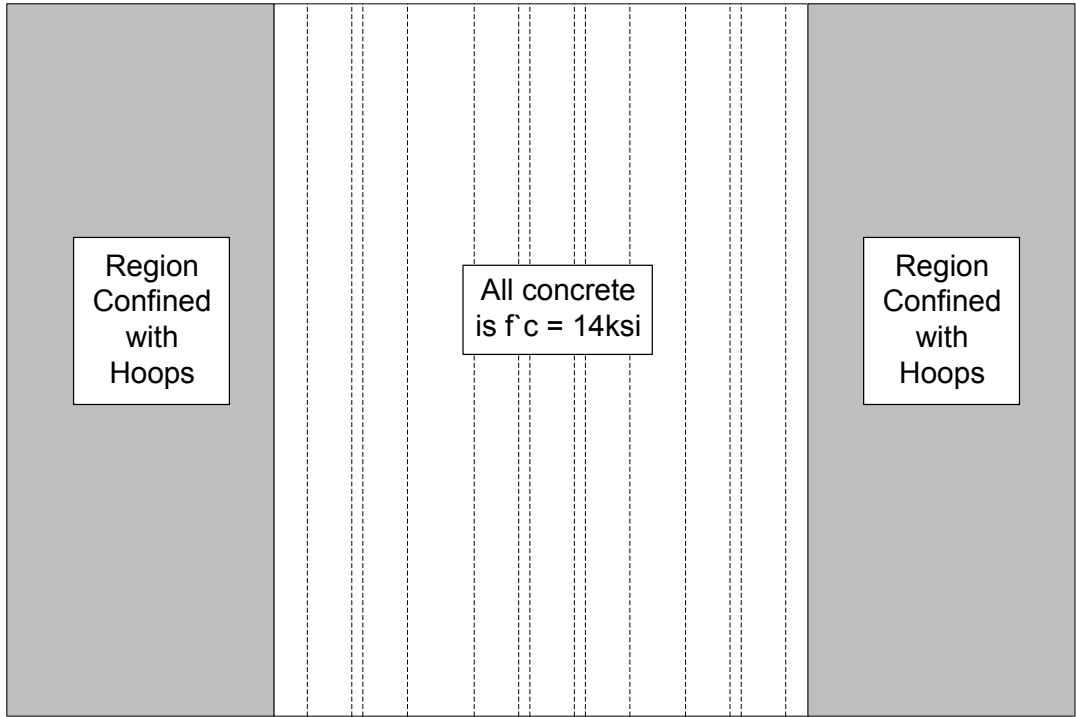 Region
Confined
with
Hoops
All concrete
is f`c = 14ksi
Region
Confined
with
Hoops